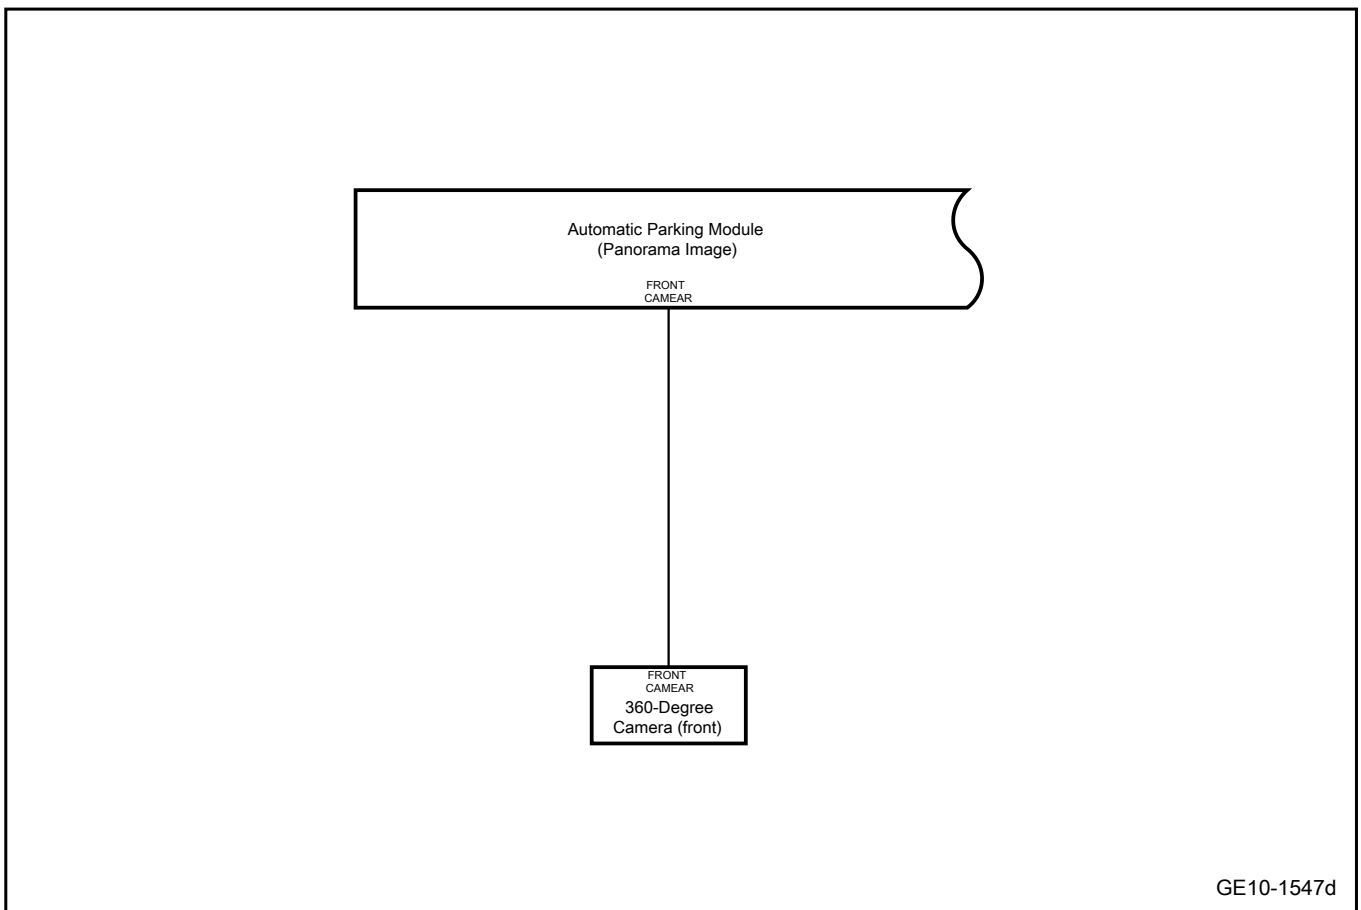 Automatic Parking Module
(Panorama Image)
FRONT
CAMEAR
FRONT
CAMEAR
360-Degree
Camera (front)
GE10-1547d